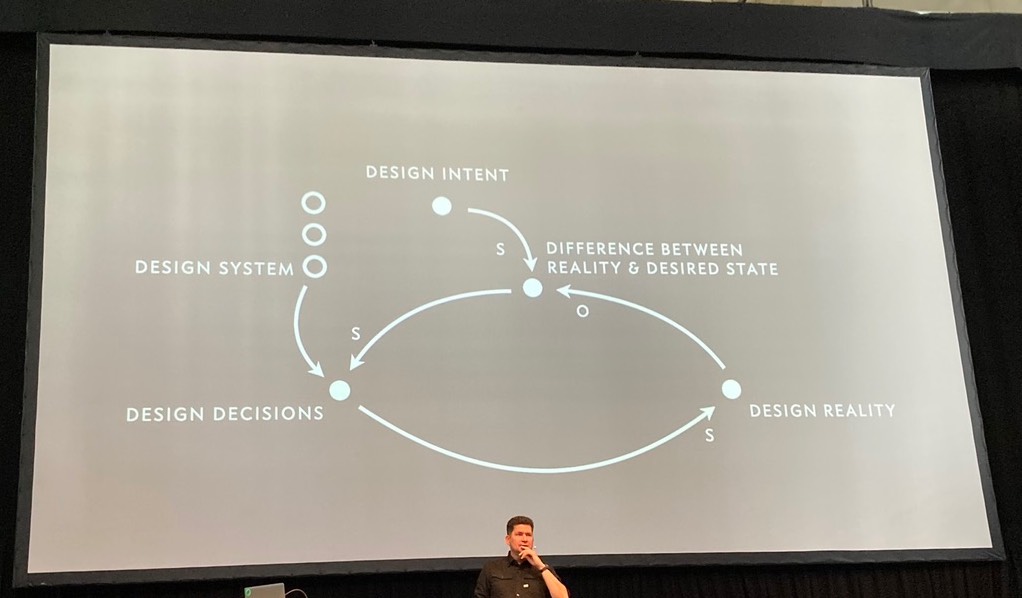 DESIGN INTENT
S
DIFFERENCE BETWEEN
REALITY & DESIRED STATE
DESIGN SYSTEM
O
S
DESIGN DECISIONS
DESIGN REALITY
S